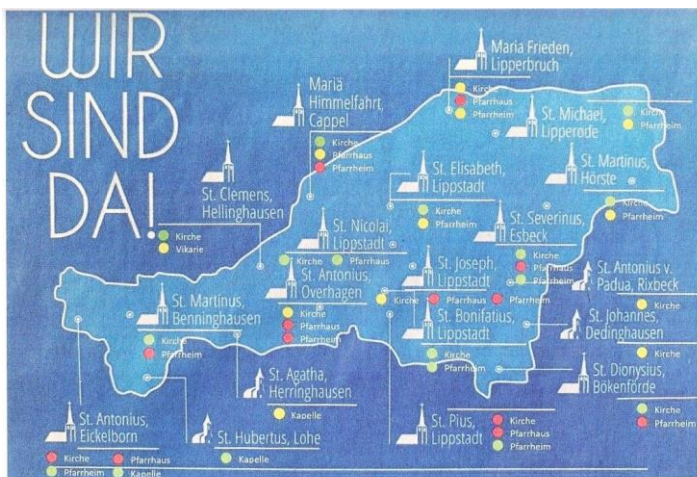 WIR
SIND
DA!
Maria Frieden,
Lipperbruch
Kirche
Pfarrhaus
Pfarrheim
Mariä
Himmelfahrt,
Cappel
Kirche
Pfarrhaus
Pfarrheim
St. Michael,
Lipperode
Kirche
Pfarrheim
St. Clemens,
Hellinghausen
Kirche
Vikarie
St. Elisabeth,
Lippstadt
Kirche
Pfarrheim
St. Martinus,
Hörste
Kirche
Pfarrheim
St. Nicolai,
Lippstadt
Kirche
Pfarrhaus
St. Severinus,
Esbeck
Kirche
Pfarrhaus
Pfarrheim
St. Antonius,
Overhagen
Kirche
Pfarrhaus
Pfarrheim
St. Joseph,
Lippstadt
Kirche
Pfarrhaus
Pfarrheim
St. Antonius v.
Padua, Rixbeck
Kirche
St. Martinus,
Benninghausen
Kirche
Pfarrheim
St. Bonifatius,
Lippstadt
Kirche
Pfarrheim
St. Johannes,
Dedinghausen
Kirche
St. Agatha,
Herringhausen
Kapelle
St. Dionysius,
Bökenförde
Kirche
Pfarrheim
St. Antonius,
Eickelborn
Kirche
Pfarrhaus
Pfarrheim
Kapelle
St. Hubertus, Lohe
Kapelle
St. Pius,
Lippstadt
Kirche
Pfarrhaus
Pfarrheim